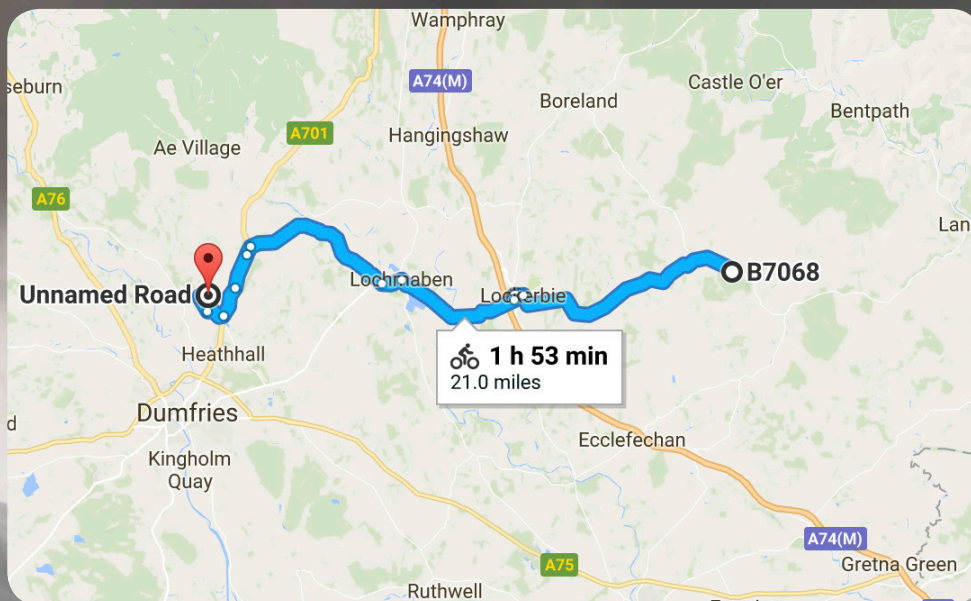 Wamphray
A74(M)
Castle O'er
seburn
Boreland
Bentpath
A701
Hangingshaw
Ae Village
A76
Lan
Lochmaben
B7068
Unnamed Road
Lockerbie
Heathhall
1 h 53 min
21.0 miles
Dumfries
d
Ecclefechan
Kingholm
Quay
A74(M)
A75
Gretna Green
Ruthwell